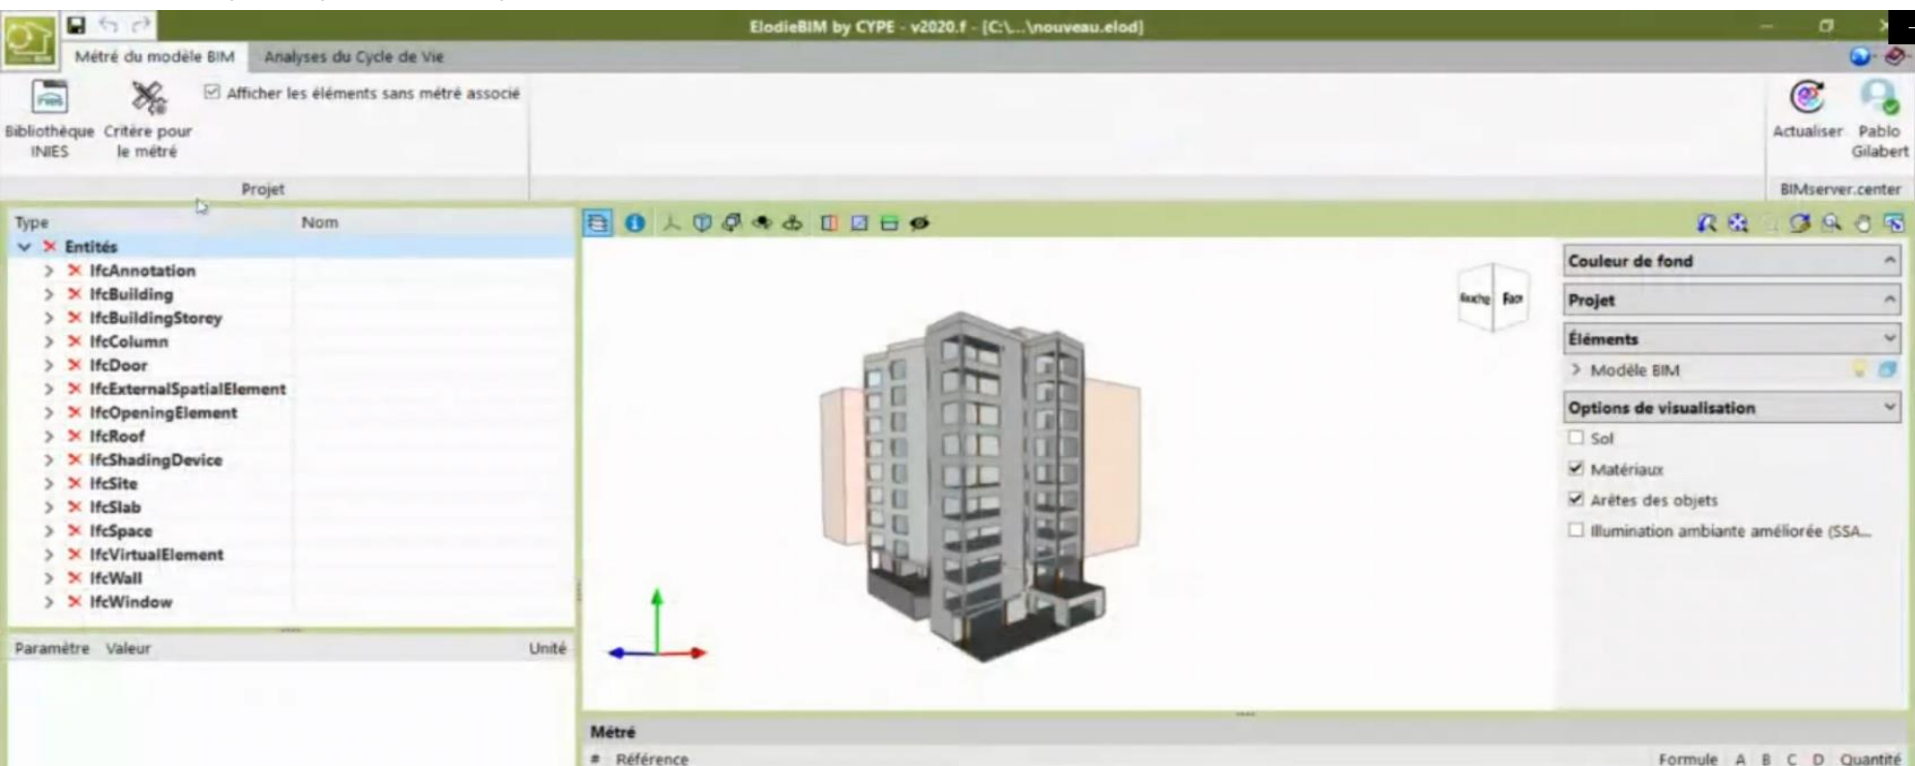 ElodieBIM by CYPE - v2020.f - [C:\...\nouveau.elod]
Métré du modèle BIM
Analyses du Cycle de Vie
Afficher les éléments sans métré associé
Bibliothèque INIES
Critère pour le métré
Actualiser
Pablo Gilabert
Projet
BIMserver.center
Type Nom
Entités
IfcAnnotation
IfcBuilding
IfcBuildingStorey
IfcColumn
IfcDoor
IfcExternalSpatialElement
IfcOpeningElement
IfcRoof
IfcShadingDevice
IfcSite
IfcSlab
IfcSpace
IfcVirtualElement
IfcWall
IfcWindow
Paramètre Valeur Unité
Gauche Face
Couleur de fond
Projet
Éléments
Modèle BIM
Options de visualisation
Sol
Matériaux
Arêtes des objets
Illumination ambiante améliorée (SSA...
Métré
# Référence Formule A B C D Quantité